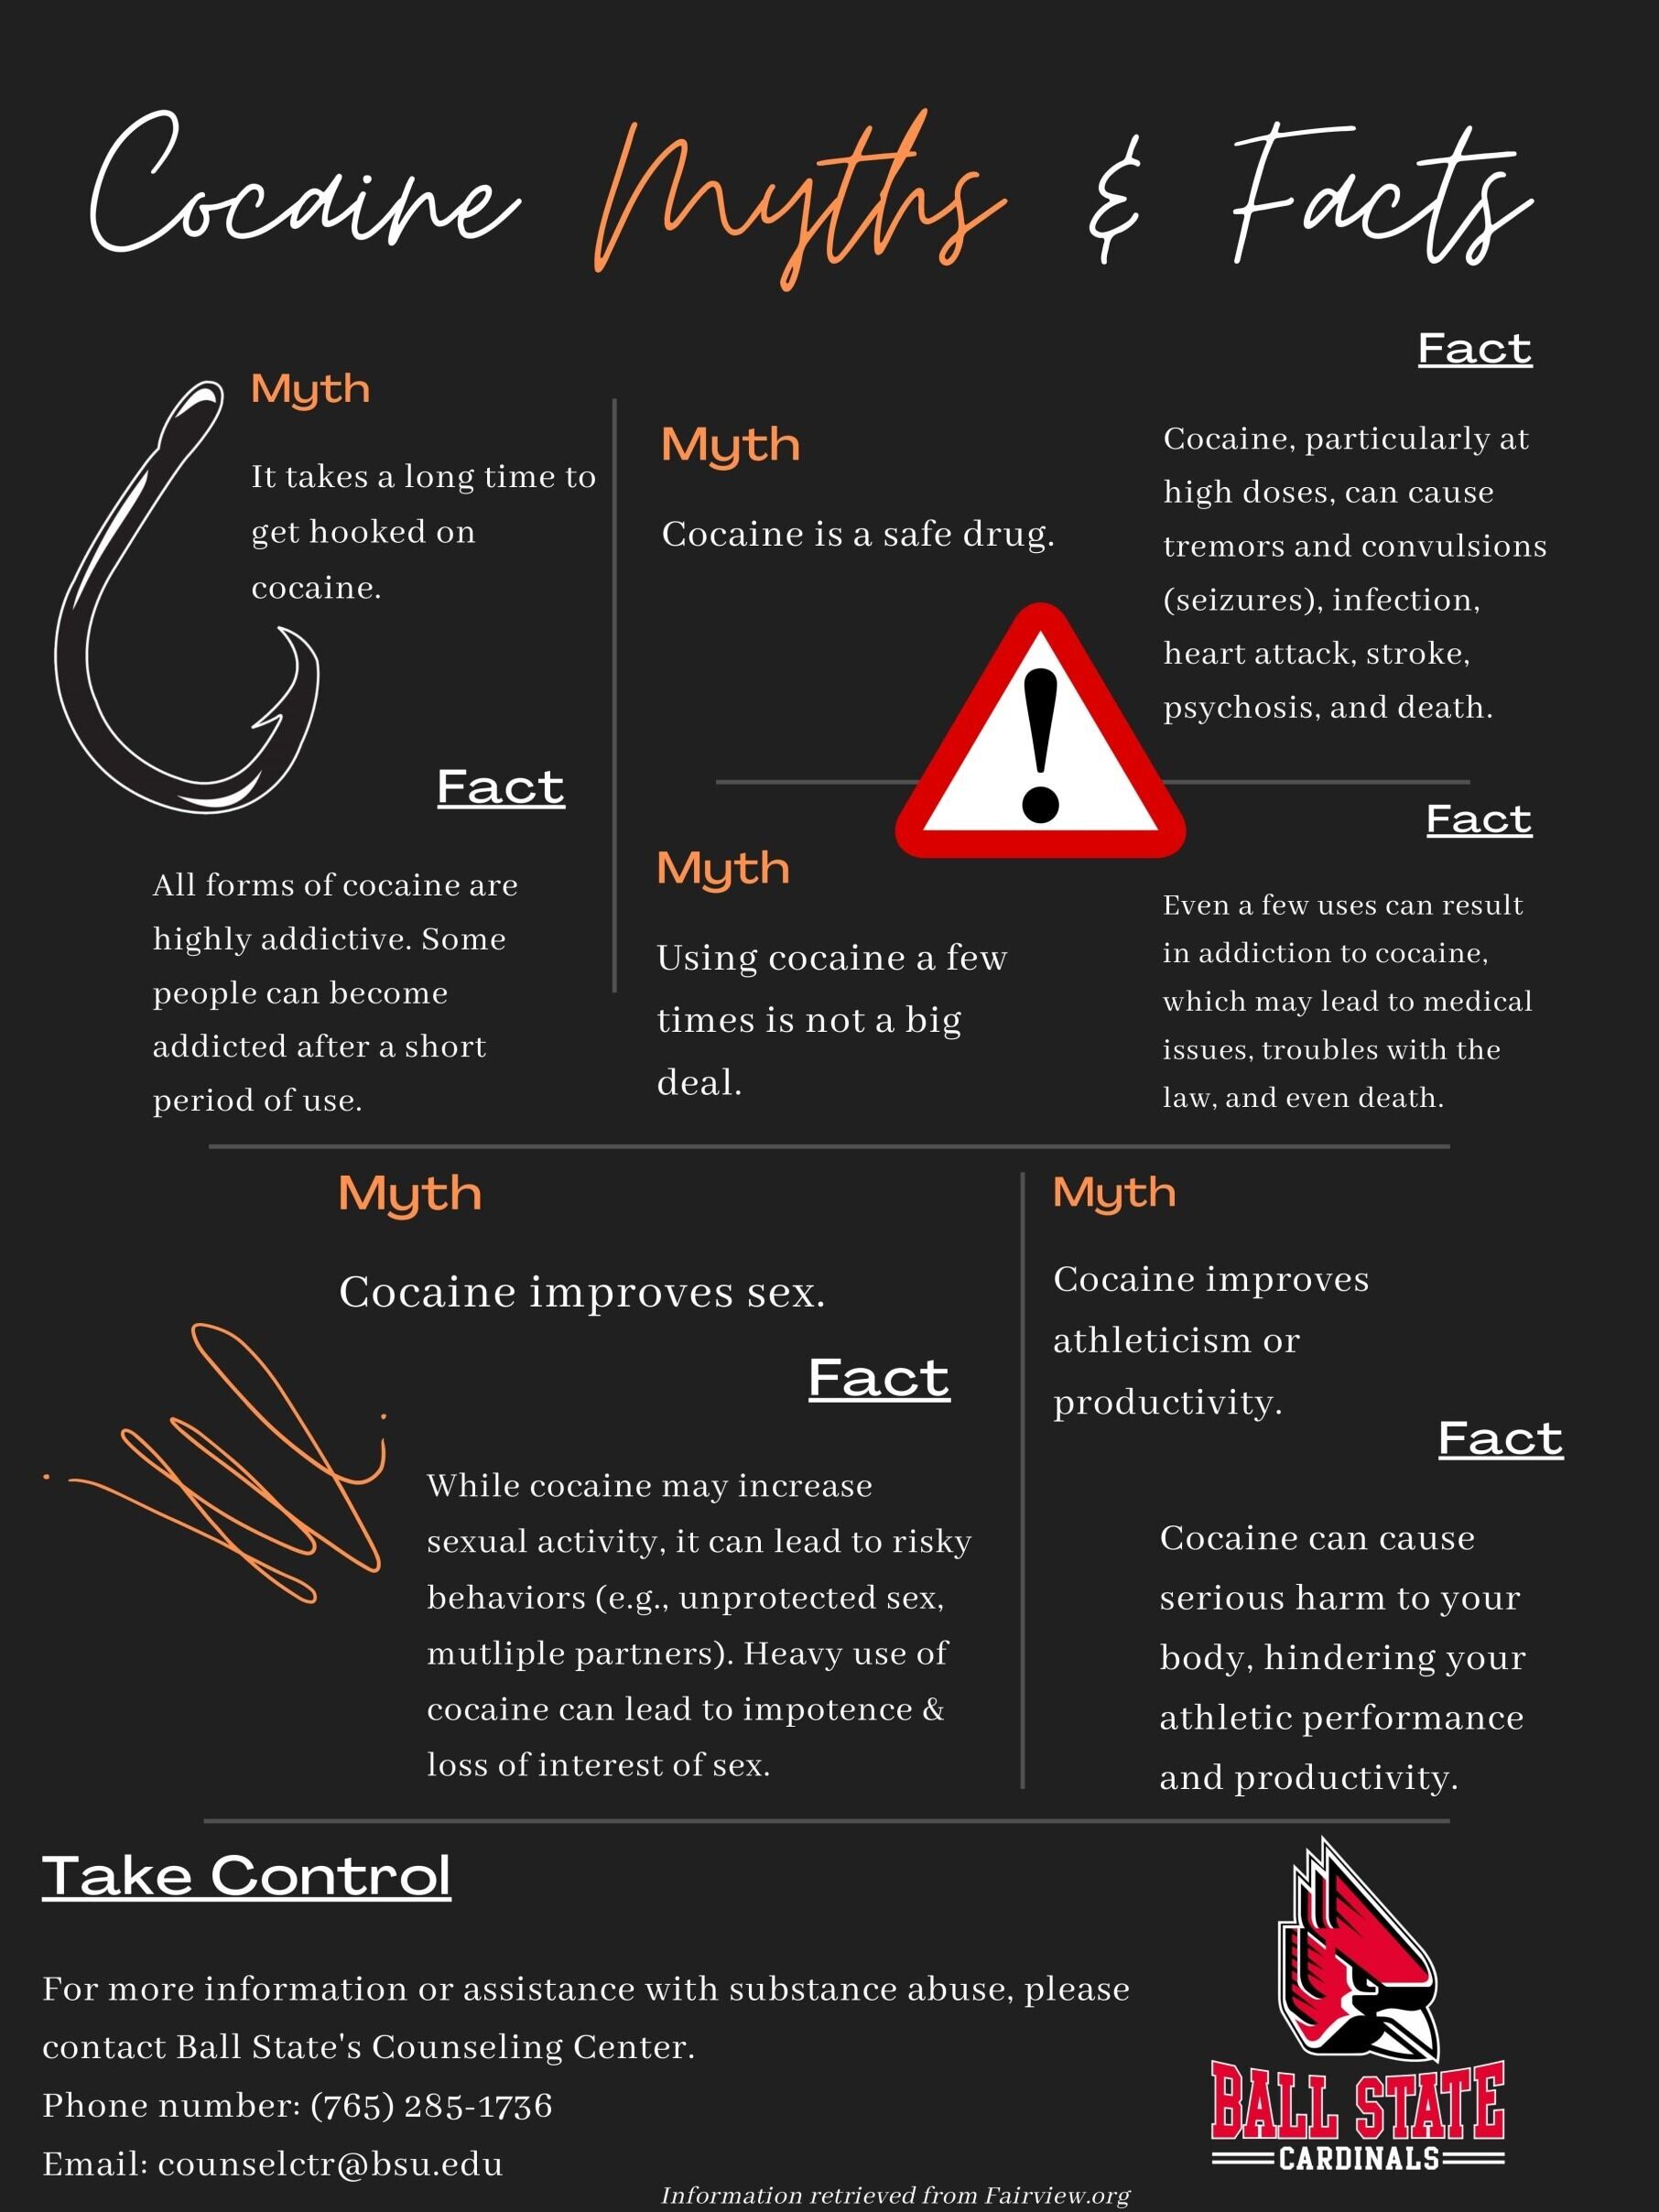 Cocaine Myths & Facts
Myth
It takes a long time to
get hooked on
cocaine.
Fact
All forms of cocaine are
highly addictive. Some
people can become
addicted after a short
period of use.
Myth
Cocaine is a safe drug.
Fact
Cocaine, particularly at
high doses, can cause
tremors and convulsions
(seizures), infection,
heart attack, stroke,
psychosis, and death.
Myth
Using cocaine a few
times is not a big
deal.
Fact
Even a few uses can result
in addiction to cocaine,
which may lead to medical
issues, troubles with the
law, and even death.
Myth
Cocaine improves sex.
Fact
While cocaine may increase
sexual activity, it can lead to risky
behaviors (e.g., unprotected sex,
mutliple partners). Heavy use of
cocaine can lead to impotence &
loss of interest of sex.
Myth
Cocaine improves
athleticism or
productivity.
Fact
Cocaine can cause
serious harm to your
body, hindering your
athletic performance
and productivity.
Take Control
For more information or assistance with substance abuse, please
contact Ball State's Counseling Center.
Phone number: (765) 285-1736
Email: counselctr@bsu.edu
BALL STATE
CARDINALS
Information retrieved from Fairview.org